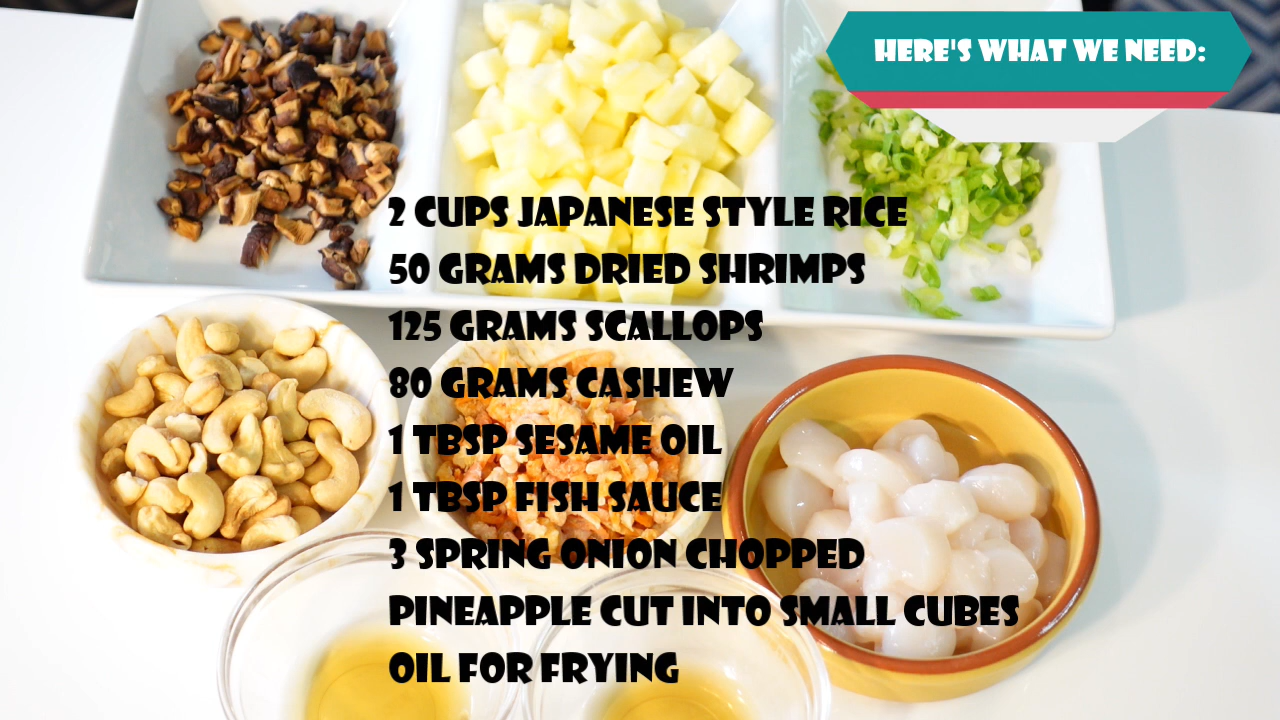 HERE'S WHAT WE NEED:
2 CUPS JAPANESE STYLE RICE
50 GRAMS DRIED SHRIMPS
125 GRAMS SCALLOPS
80 GRAMS CASHEW
1 TBSP SESAME OIL
1 TBSP FISH SAUCE
3 SPRING ONION CHOPPED
PINEAPPLE CUT INTO SMALL CUBES
OIL FOR FRYING